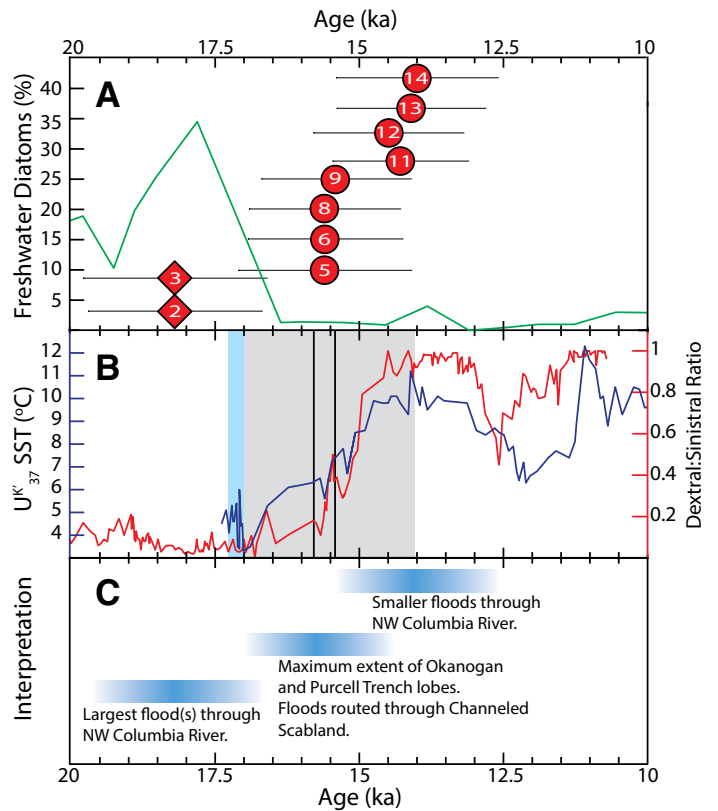 Age (ka)
20 17.5 15 12.5 10
A
Freshwater Diatoms (%)
40
35
30
25
20
15
10
5
14
13
12
11
9
8
6
5
3
2
B
U^K'_37 SST (ºC)
12
11
10
9
8
7
6
5
4
1
0.8
0.6
0.4
0.2
Dextral:Sinistral Ratio
C
Interpretation
Smaller floods through
NW Columbia River.
Maximum extent of Okanogan
and Purcell Trench lobes.
Floods routed through Channeled
Scabland.
Largest flood(s) through
NW Columbia River.
20 17.5 15 12.5 10
Age (ka)